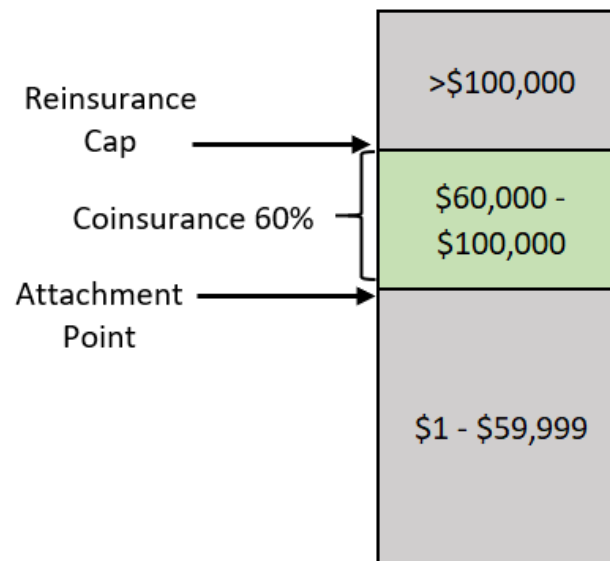 >$100,000
Reinsurance
Cap
$60,000 -
$100,000
Coinsurance 60%
Attachment
Point
$1 - $59,999